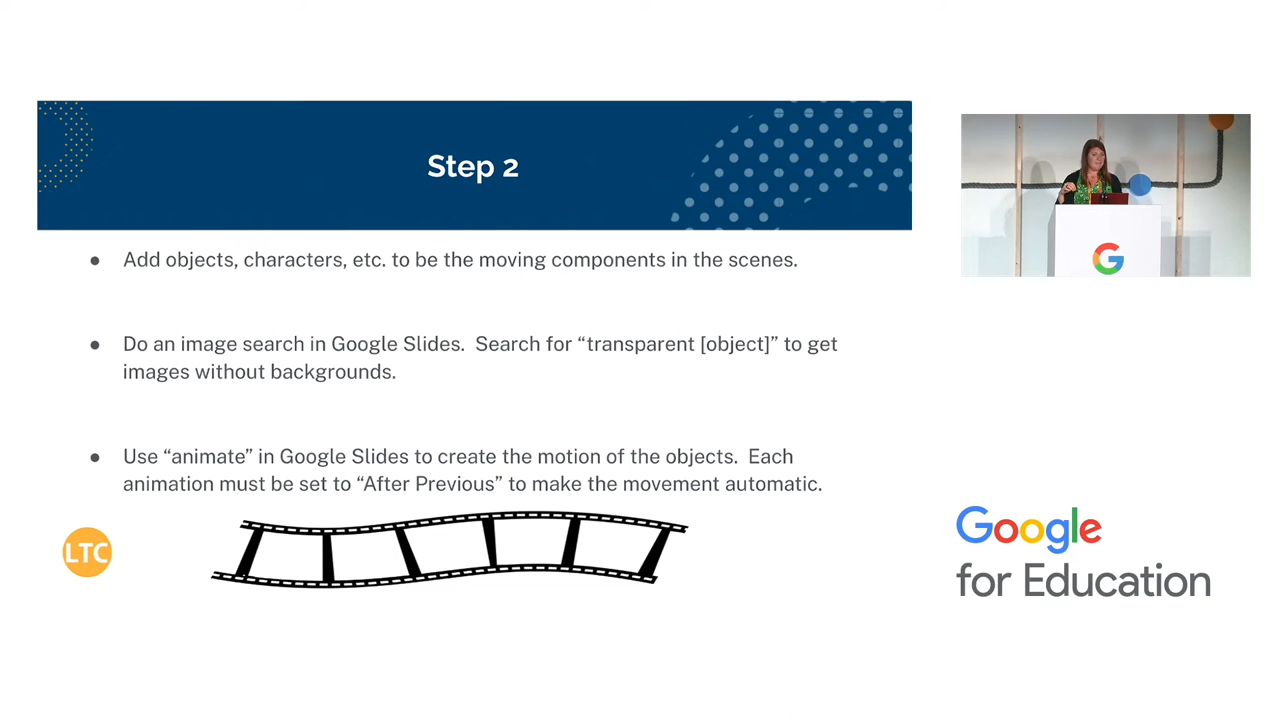 Step 2
● Add objects, characters, etc. to be the moving components in the scenes.
● Do an image search in Google Slides.  Search for “transparent [object]” to get
images without backgrounds.
● Use “animate” in Google Slides to create the motion of the objects.  Each
animation must be set to “After Previous” to make the movement automatic.
LTC
G
Google
for Education